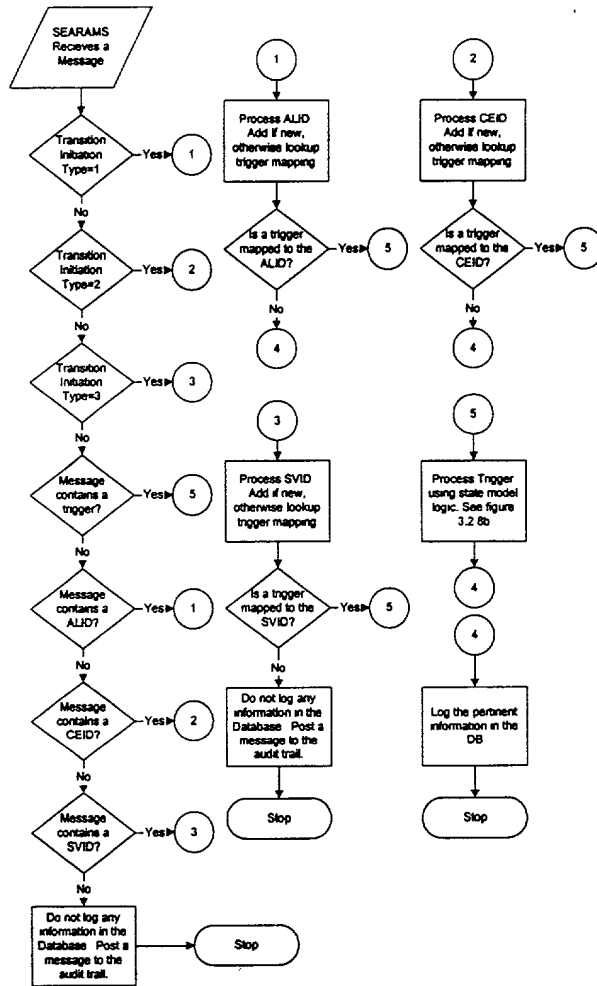 SEARAMS
Recieves a
Message
Transition
Initiation
Type=1
Yes
1
No
Transition
Initiation
Type=2
Yes
2
No
Transition
Initiation
Type=3
Yes
3
No
Message
contains a
trigger?
Yes
5
No
Message
contains a
ALID?
Yes
1
No
Message
contains a
CEID?
Yes
2
No
Message
contains a
SVID?
Yes
3
No
Do not log any
information in the
Database Post a
message to the
audit trail.
Stop
1
Process ALID
Add if new,
otherwise lookup
trigger mapping
Is a trigger
mapped to the
ALID?
Yes
5
No
4
3
Process SVID
Add if new,
otherwise lookup
trigger mapping
Is a trigger
mapped to the
SVID?
Yes
5
No
Do not log any
information in the
Database Post a
message to the
audit trail.
Stop
2
Process CEID
Add if new,
otherwise lookup
trigger mapping
Is a trigger
mapped to the
CEID?
Yes
5
No
4
5
Process Trigger
using state model
logic. See figure
3.2 8b
4
4
Log the pertinent
information in the
DB
Stop